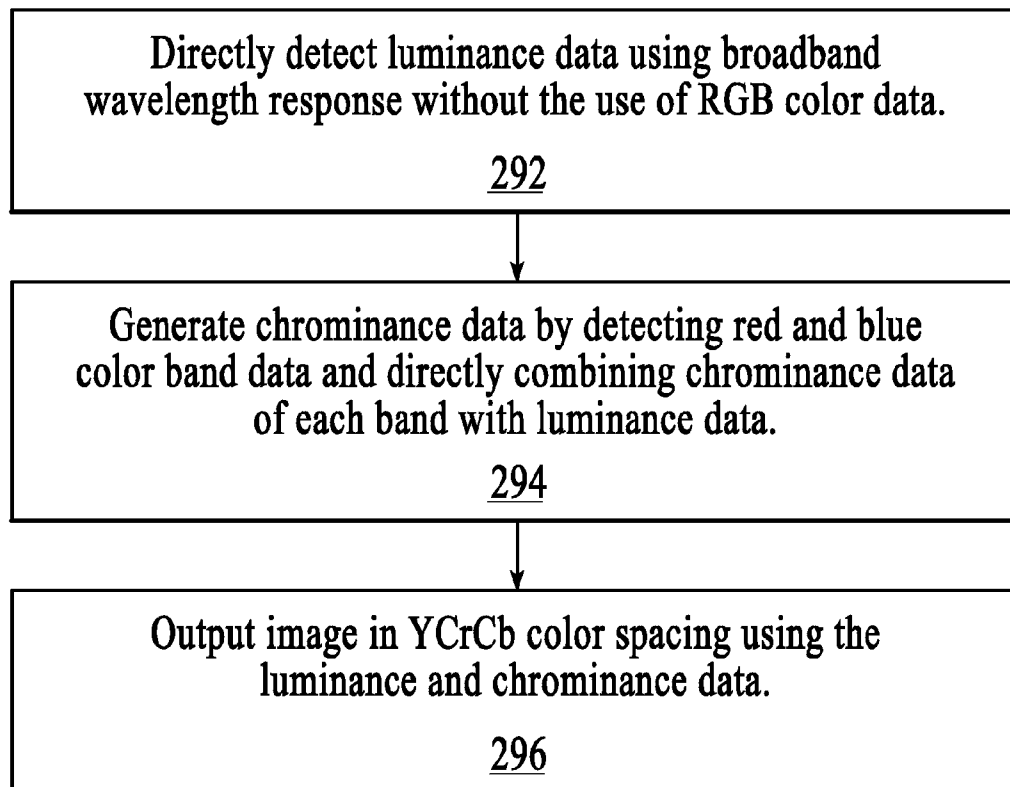 Directly detect luminance data using broadband
wavelength response without the use of RGB color data.
292
Generate chrominance data by detecting red and blue
color band data and directly combining chrominance data
of each band with luminance data.
294
Output image in YCrCb color spacing using the
luminance and chrominance data.
296